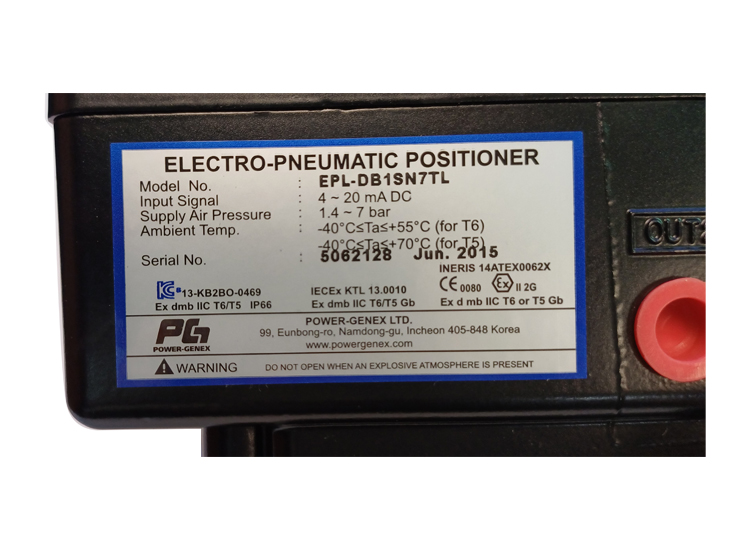 ELECTRO-PNEUMATIC POSITIONER
Model No. : EPL-DB1SN7TL
Input Signal : 4 ~ 20 mA DC
Supply Air Pressure : 1.4 ~ 7 bar
Ambient Temp. : -40°C≤Ta≤+55°C (for T6)
-40°C≤Ta≤+70°C (for T5)
Serial No. : 5062128 Jun. 2015
INERIS 14ATEX0062X
13-KB2BO-0469 IECEx KTL 13.0010 CE 0080 Ex II 2G
Ex dmb IIC T6/T5 IP66 Ex dmb IIC T6/T5 Gb Ex d mb IIC T6 or T5 Gb
PG POWER-GENEX LTD.
99, Eunbong-ro, Namdong-gu, Incheon 405-848 Korea
POWER-GENEX www.powergenex.com
WARNING DO NOT OPEN WHEN AN EXPLOSIVE ATMOSPHERE IS PRESENT
OUT2